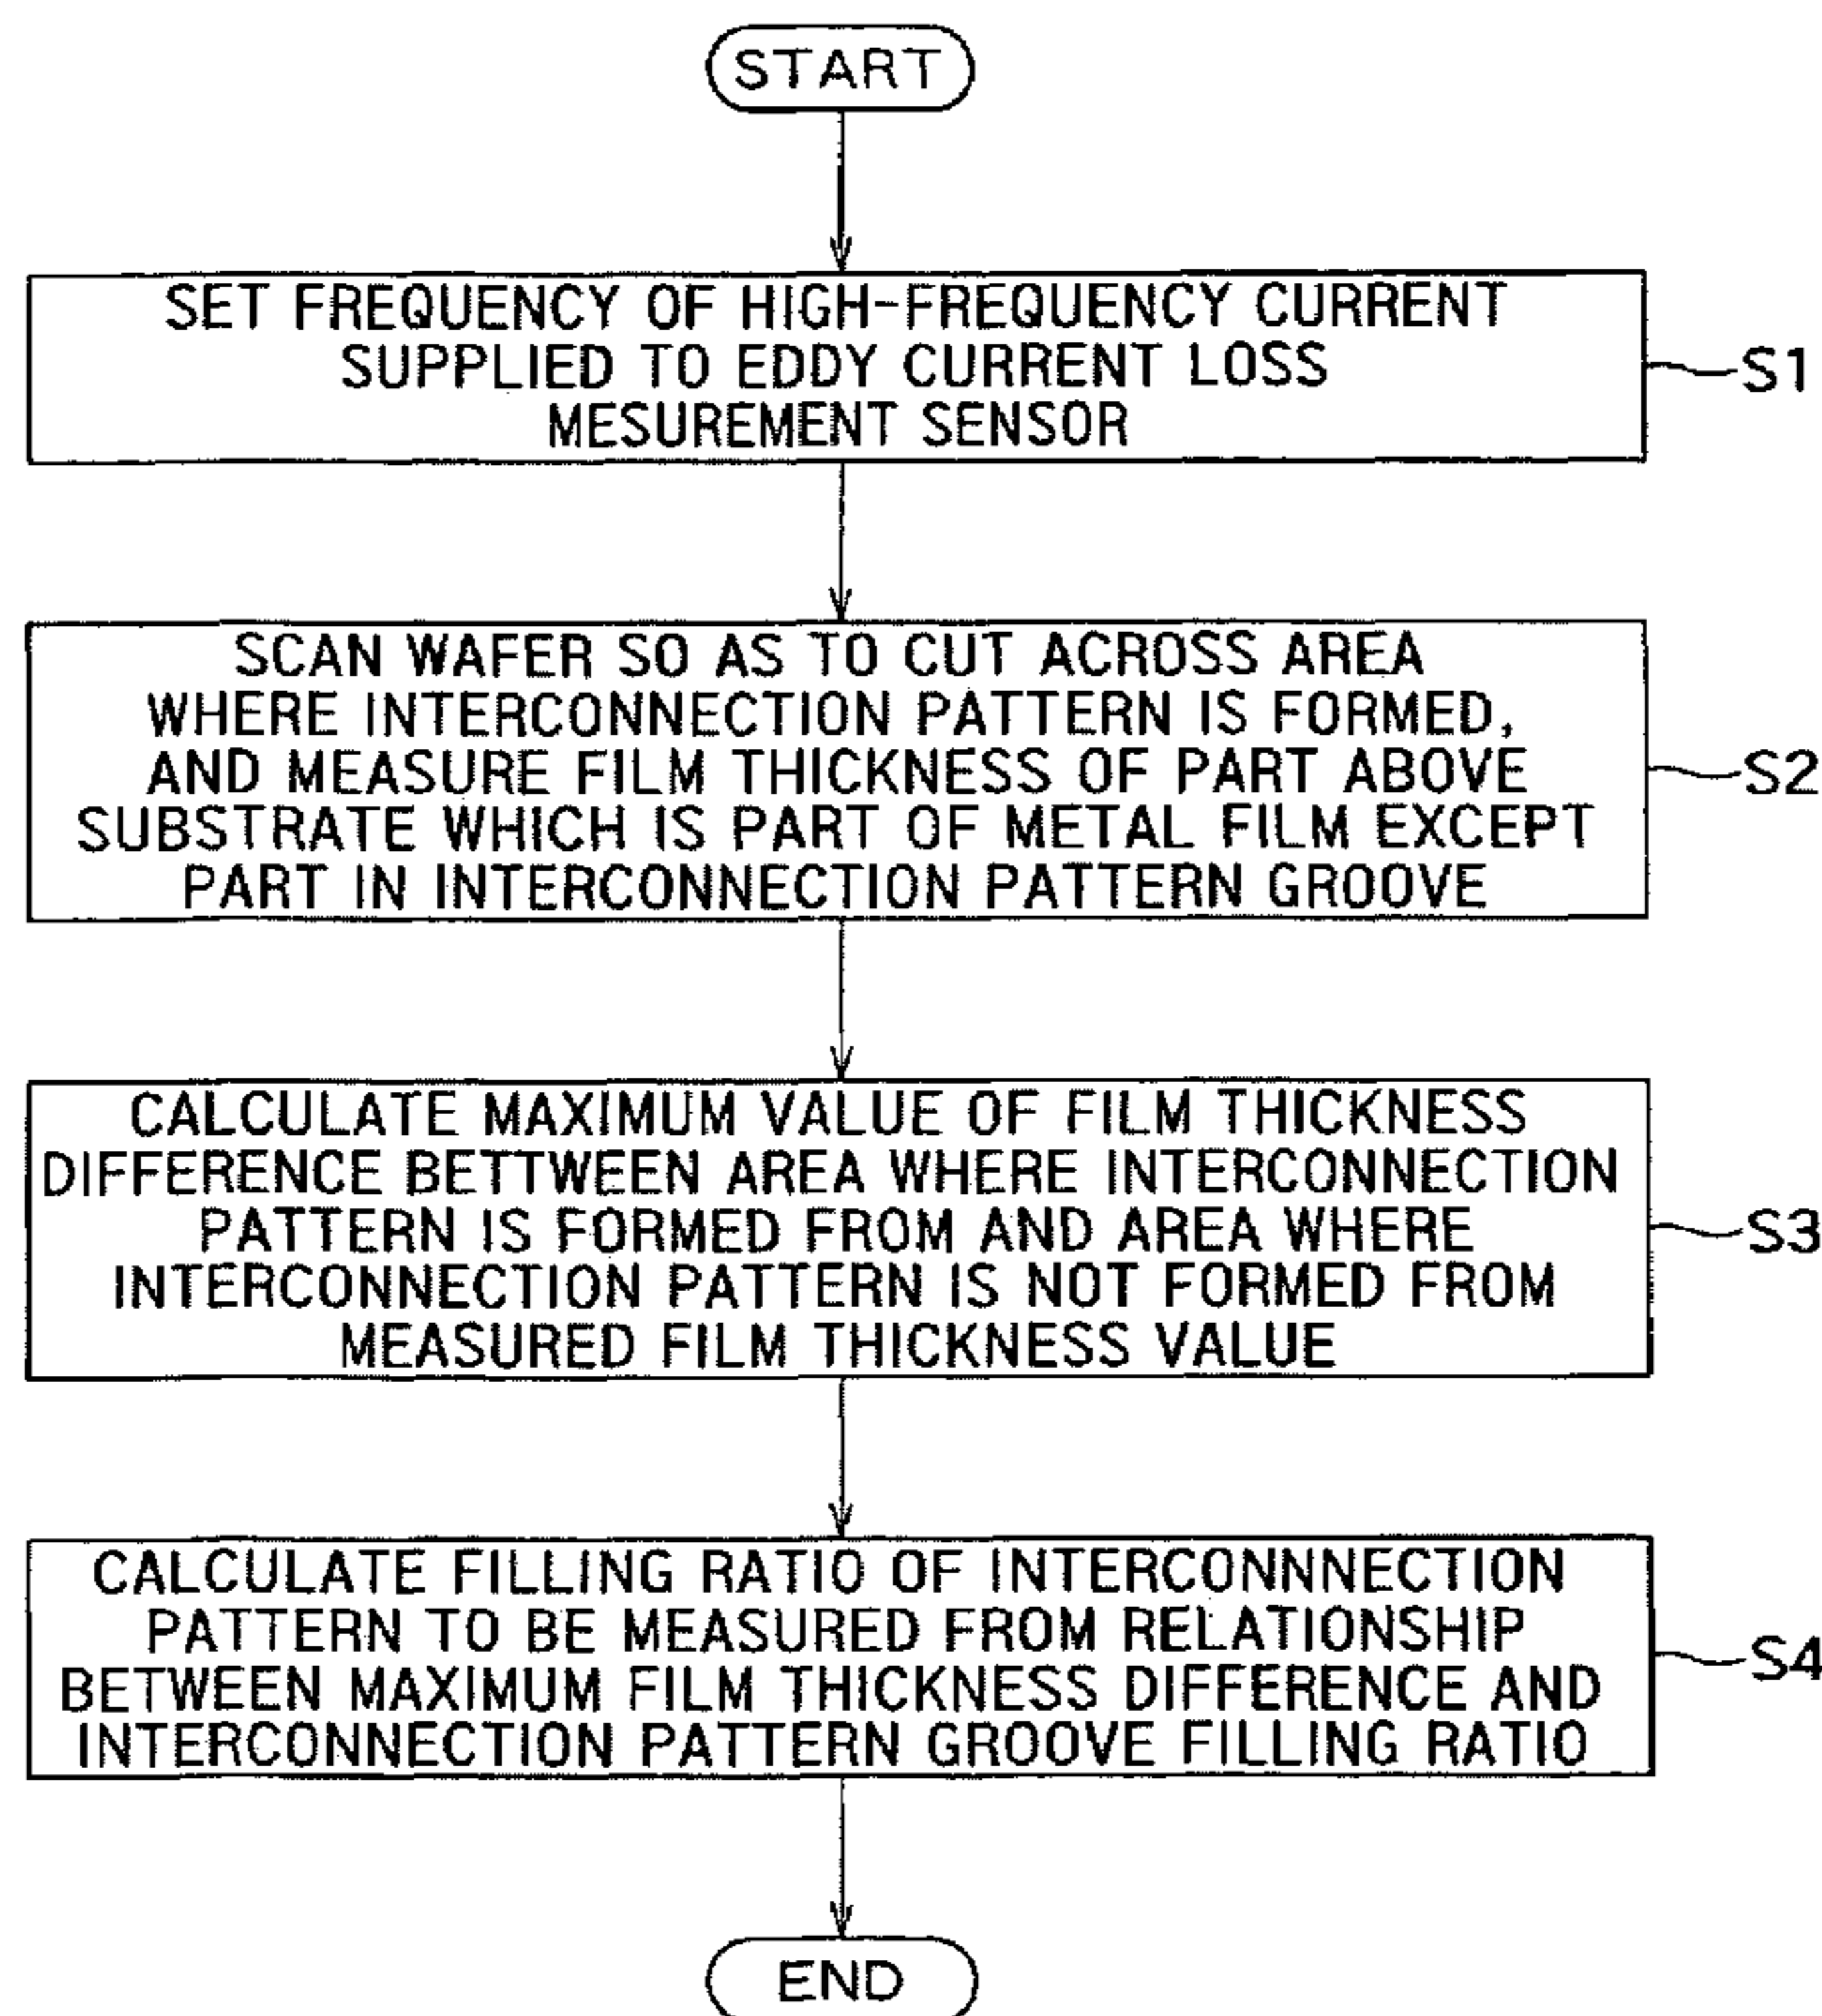 START
SET FREQUENCY OF HIGH-FREQUENCY CURRENT
SUPPLIED TO EDDY CURRENT LOSS
MESUREMENT SENSOR
S1
SCAN WAFER SO AS TO CUT ACROSS AREA
WHERE INTERCONNECTION PATTERN IS FORMED,
AND MEASURE FILM THICKNESS OF PART ABOVE
SUBSTRATE WHICH IS PART OF METAL FILM EXCEPT
PART IN INTERCONNECTION PATTERN GROOVE
S2
CALCULATE MAXIMUM VALUE OF FILM THICKNESS
DIFFERENCE BETTWEEN AREA WHERE INTERCONNECTION
PATTERN IS FORMED FROM AND AREA WHERE
INTERCONNECTION PATTERN IS NOT FORMED FROM
MEASURED FILM THICKNESS VALUE
S3
CALCULATE FILLING RATIO OF INTERCONNNECTION
PATTERN TO BE MEASURED FROM RELATIONSHIP
BETWEEN MAXIMUM FILM THICKNESS DIFFERENCE AND
INTERCONNECTION PATTERN GROOVE FILLING RATIO
S4
END